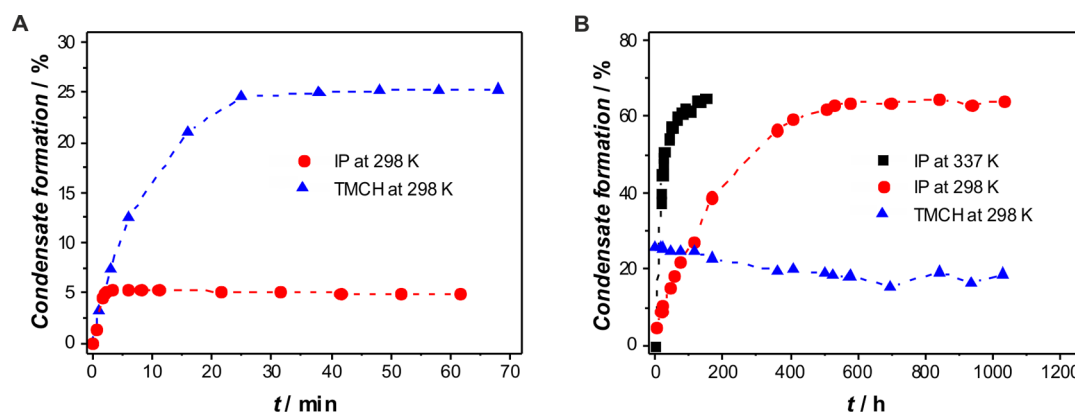 A
Condensate formation / %
30
25
20
15
10
5
0
IP at 298 K
TMCH at 298 K
0 10 20 30 40 50 60 70
t / min
B
Condensate formation / %
80
60
40
20
0
IP at 337 K
IP at 298 K
TMCH at 298 K
0 200 400 600 800 1000 1200
t / h